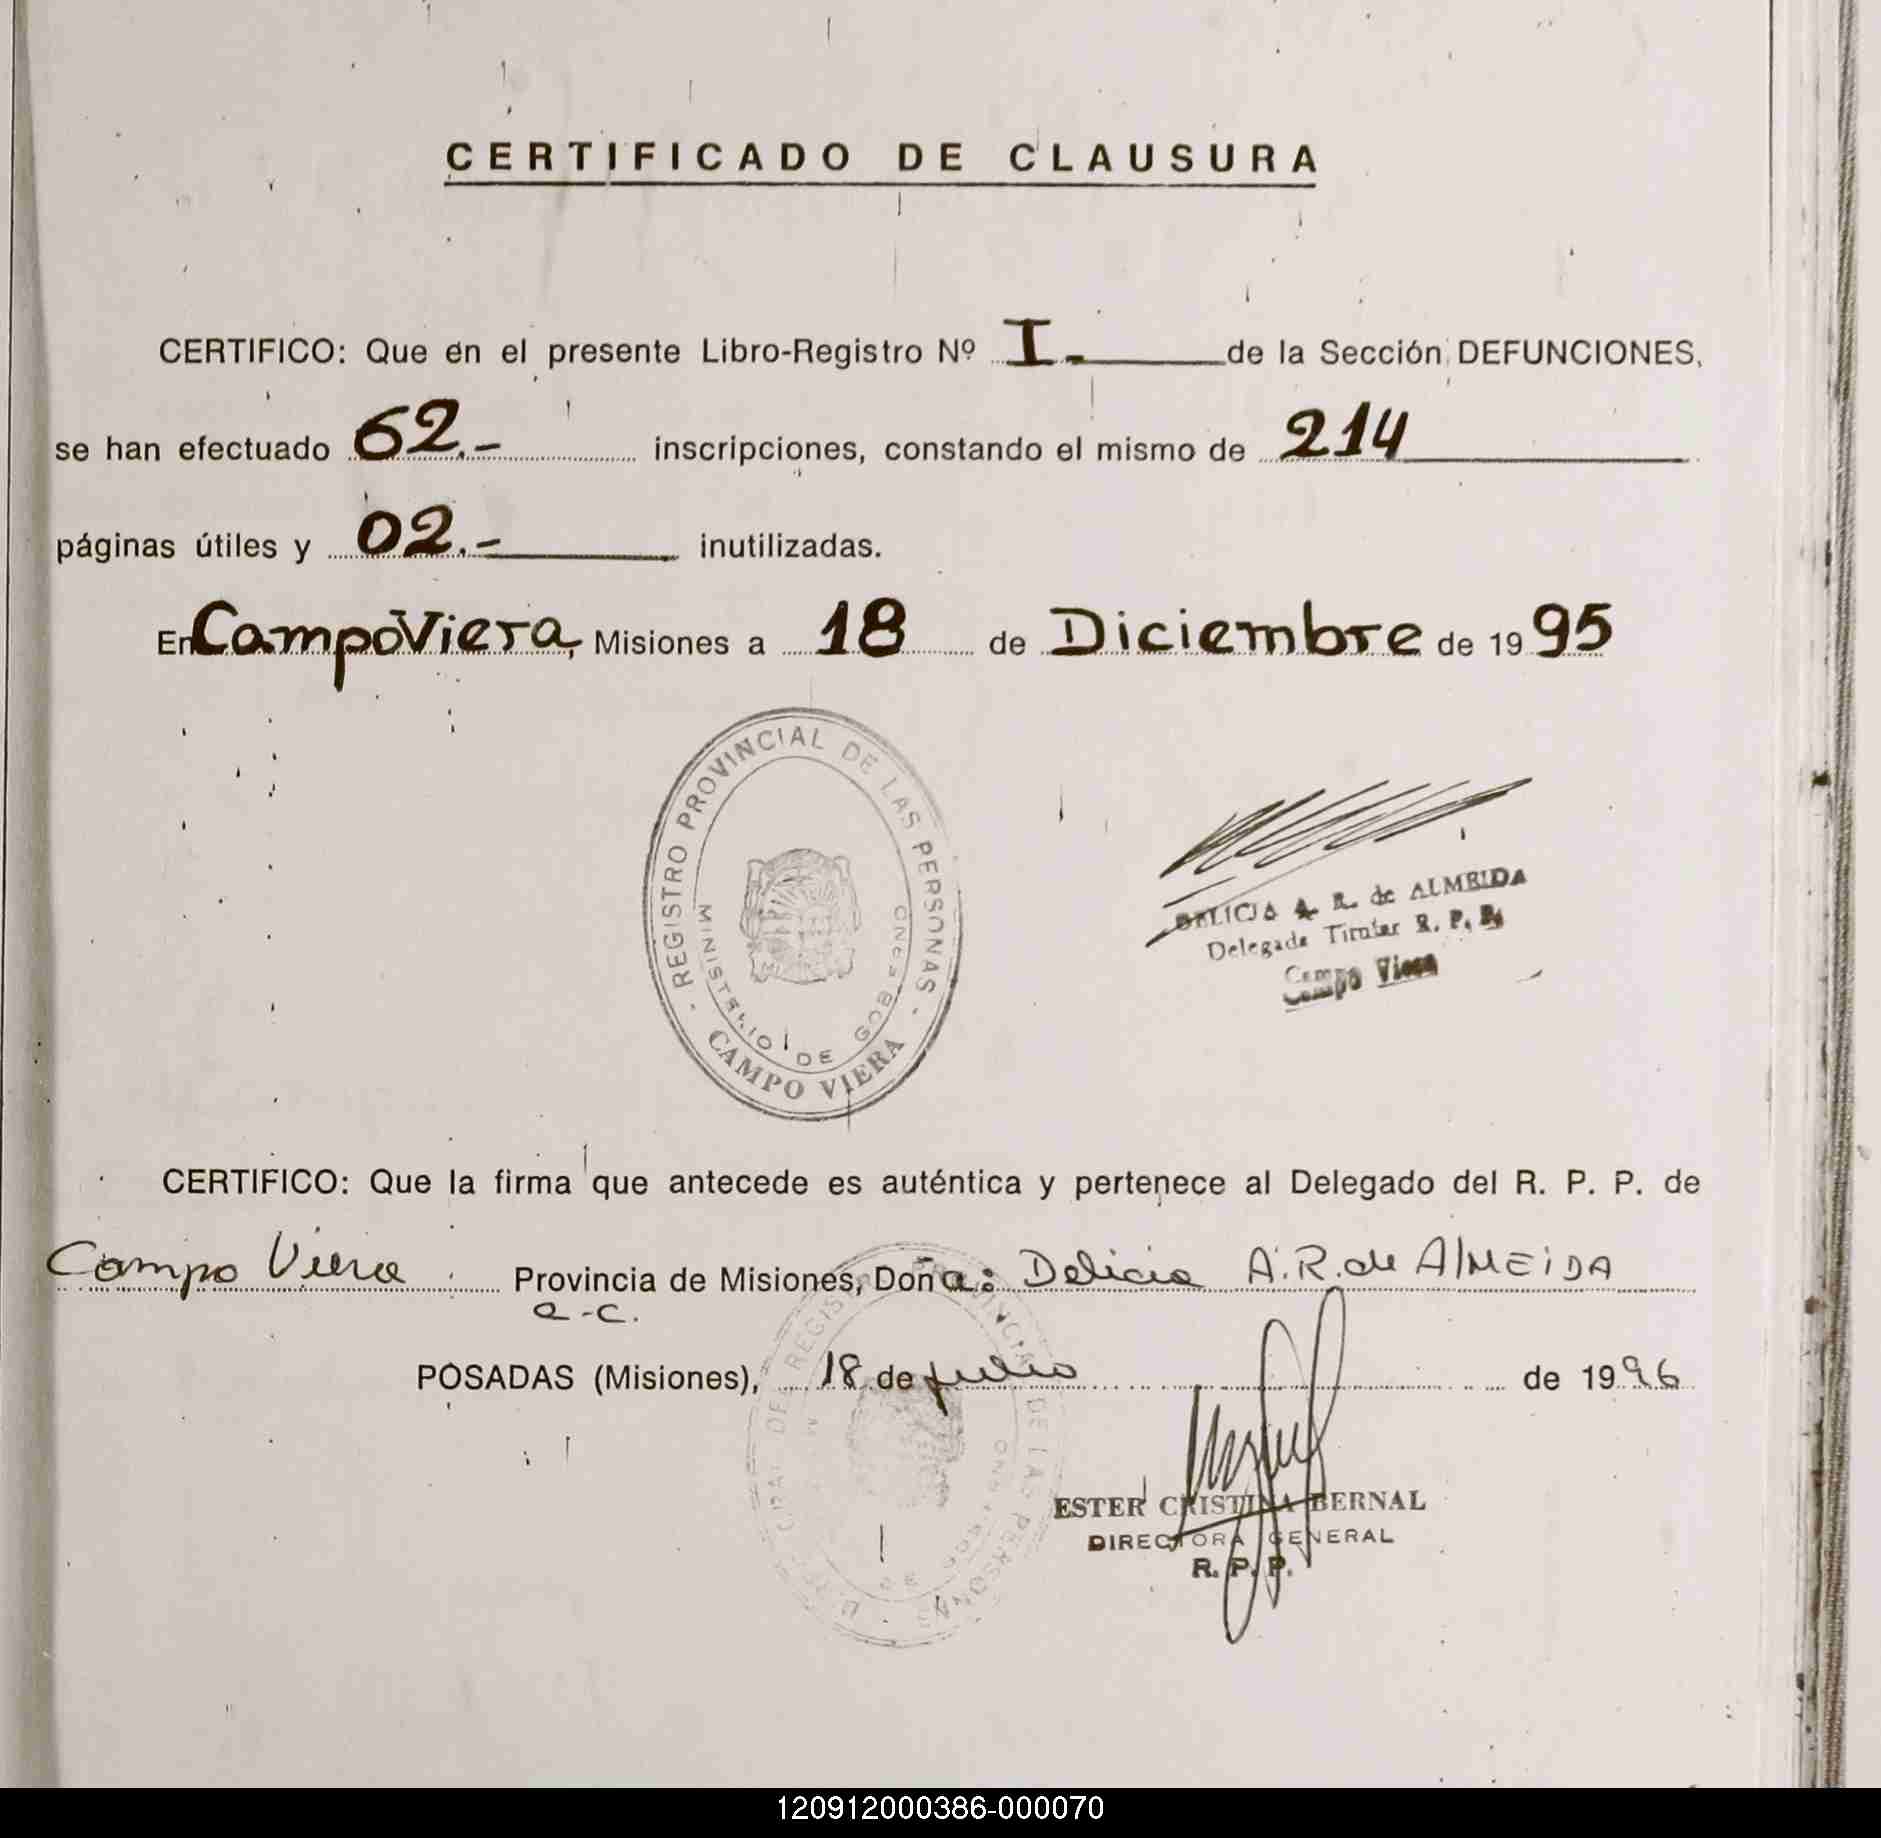 CERTIFICADO DE CLAUSURA
CERTIFICO: Que en el presente Libro-Registro Nº I.- de la Sección DEFUNCIONES,
se han efectuado 62.- inscripciones, constando el mismo de 214
páginas útiles y 02.- inutilizadas.
En Campo Viera, Misiones a 18 de Diciembre de 1995
REGISTRO PROVINCIAL DE LAS PERSONAS
MINISTERIO DE GOBIERNO
CAMPO VIERA
DELICIA A. R. de ALMEIDA
Delegada Titular R. P. P.
Campo Viera
CERTIFICO: Que la firma que antecede es auténtica y pertenece al Delegado del R. P. P. de
Campo Viera Provincia de Misiones, Doña: Delicia A.R. de ALMEIDA
a-c.
POSADAS (Misiones), 18 de Julio de 1996
DE LAS PERSONAS
ESTER CRISTINA BERNAL
DIRECTORA GENERAL
R. P. P.
120912000386-000070